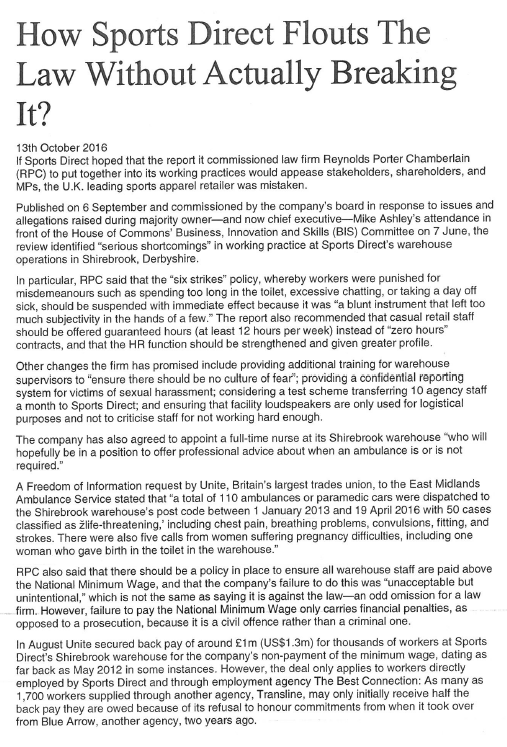 How Sports Direct Flouts The
Law Without Actually Breaking
It?
13th October 2016
If Sports Direct hoped that the report it commissioned law firm Reynolds Porter Chamberlain
(RPC) to put together into its working practices would appease stakeholders, shareholders, and
MPs, the U.K. leading sports apparel retailer was mistaken.
Published on 6 September and commissioned by the company's board in response to issues and
allegations raised during majority owner—and now chief executive—Mike Ashley's attendance in
front of the House of Commons' Business, Innovation and Skills (BIS) Committee on 7 June, the
review identified "serious shortcomings" in working practice at Sports Direct's warehouse
operations in Shirebrook, Derbyshire.
In particular, RPC said that the "six strikes" policy, whereby workers were punished for
misdemeanours such as spending too long in the toilet, excessive chatting, or taking a day off
sick, should be suspended with immediate effect because it was "a blunt instrument that left too
much subjectivity in the hands of a few." The report also recommended that casual retail staff
should be offered guaranteed hours (at least 12 hours per week) instead of "zero hours"
contracts, and that the HR function should be strengthened and given greater profile.
Other changes the firm has promised include providing additional training for warehouse
supervisors to "ensure there should be no culture of fear"; providing a confidential reporting
system for victims of sexual harassment; considering a test scheme transferring 10 agency staff
a month to Sports Direct; and ensuring that facility loudspeakers are only used for logistical
purposes and not to criticise staff for not working hard enough.
The company has also agreed to appoint a full-time nurse at its Shirebrook warehouse "who will
hopefully be in a position to offer professional advice about when an ambulance is or is not
required."
A Freedom of Information request by Unite, Britain's largest trades union, to the East Midlands
Ambulance Service stated that "a total of 110 ambulances or paramedic cars were dispatched to
the Shirebrook warehouse's post code between 1 January 2013 and 19 April 2016 with 50 cases
classified as žlife-threatening,' including chest pain, breathing problems, convulsions, fitting, and
strokes. There were also five calls from women suffering pregnancy difficulties, including one
woman who gave birth in the toilet in the warehouse."
RPC also said that there should be a policy in place to ensure all warehouse staff are paid above
the National Minimum Wage, and that the company's failure to do this was "unacceptable but
unintentional," which is not the same as saying it is against the law—an odd omission for a law
firm. However, failure to pay the National Minimum Wage only carries financial penalties, as
opposed to a prosecution, because it is a civil offence rather than a criminal one.
In August Unite secured back pay of around £1m (US$1.3m) for thousands of workers at Sports
Direct's Shirebrook warehouse for the company's non-payment of the minimum wage, dating as
far back as May 2012 in some instances. However, the deal only applies to workers directly
employed by Sports Direct and through employment agency The Best Connection: As many as
1,700 workers supplied through another agency, Transline, may only initially receive half the
back pay they are owed because of its refusal to honour commitments from when it took over
from Blue Arrow, another agency, two years ago.